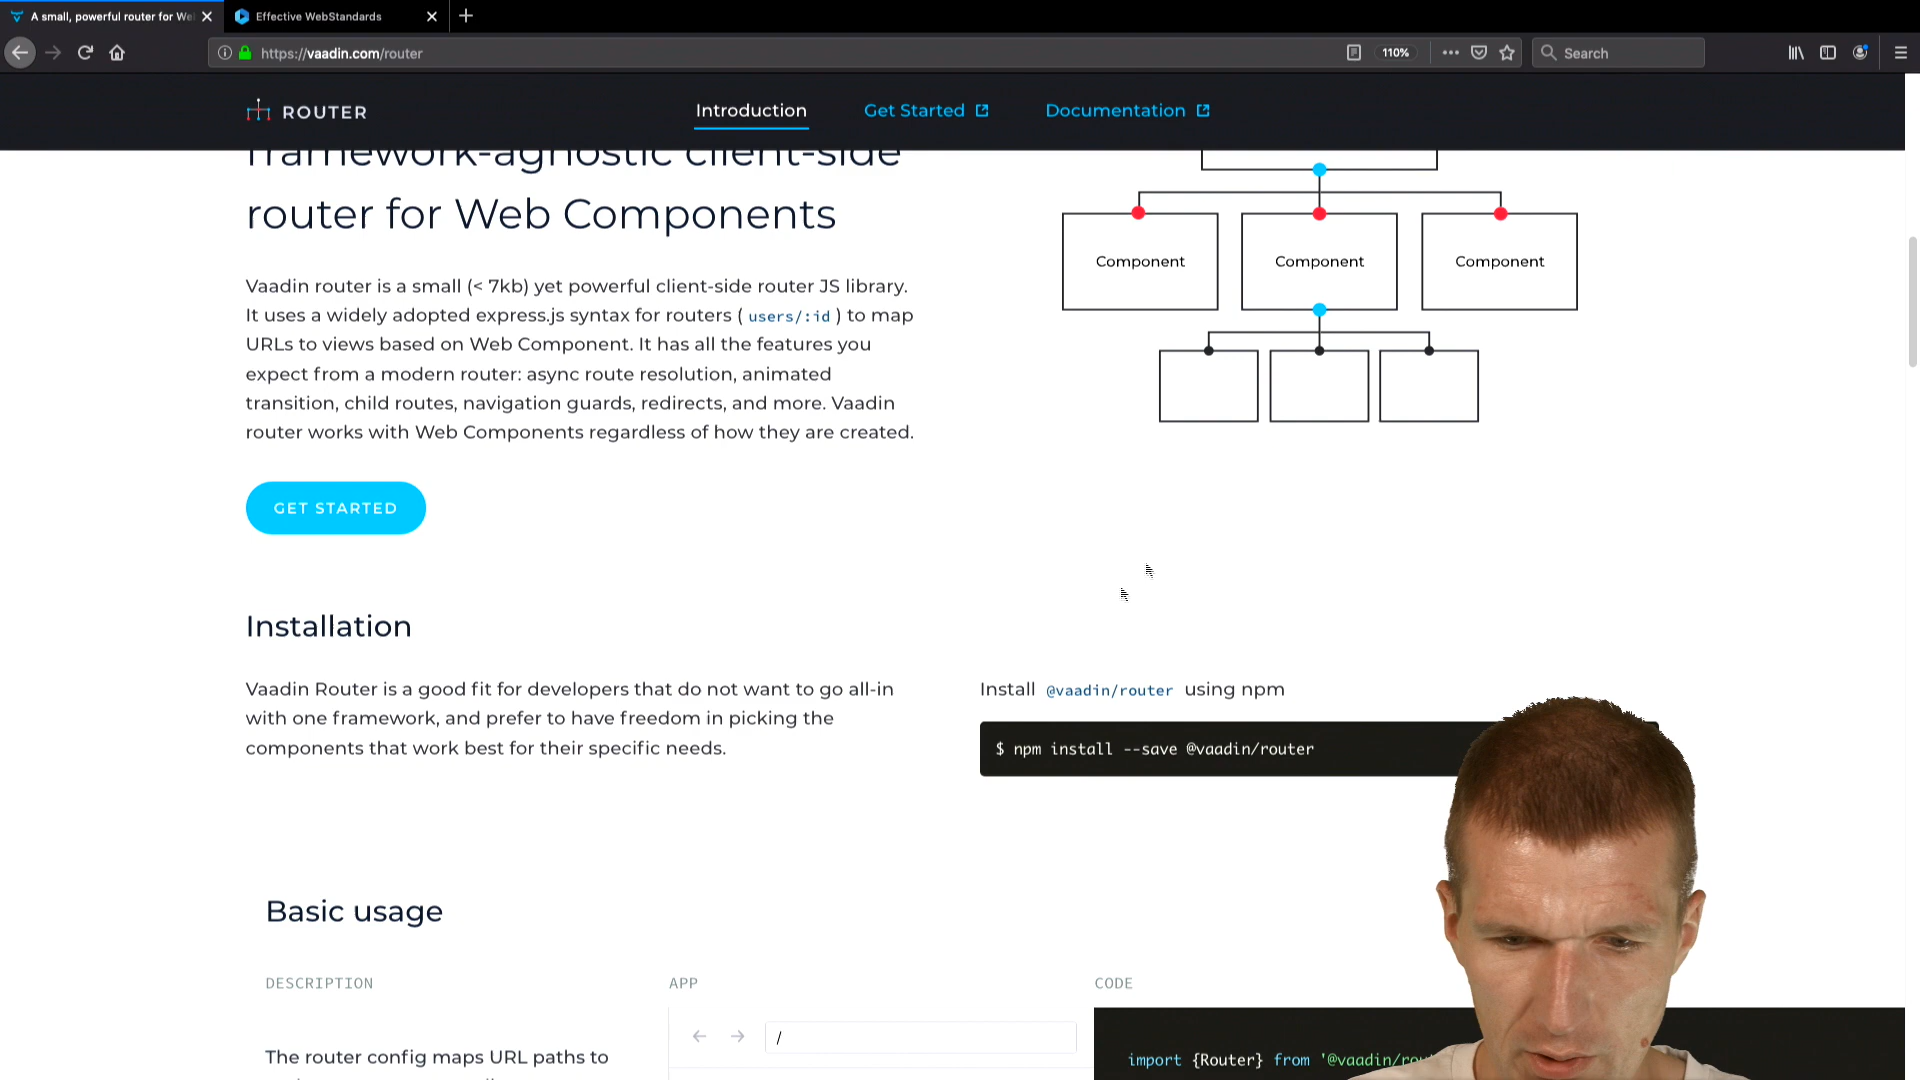 A small, powerful router for We
Effective WebStandards
https://vaadin.com/router
110%
Search
ROUTER
Introduction
Get Started
Documentation
framework-agnostic client-side
router for Web Components
Vaadin router is a small (< 7kb) yet powerful client-side router JS library.
It uses a widely adopted express.js syntax for routers ( users/:id ) to map
URLs to views based on Web Component. It has all the features you
expect from a modern router: async route resolution, animated
transition, child routes, navigation guards, redirects, and more. Vaadin
router works with Web Components regardless of how they are created.
GET STARTED
Component
Component
Component
Installation
Vaadin Router is a good fit for developers that do not want to go all-in
with one framework, and prefer to have freedom in picking the
components that work best for their specific needs.
Install @vaadin/router using npm
$ npm install --save @vaadin/router
Basic usage
DESCRIPTION
APP
CODE
The router config maps URL paths to
/
import {Router} from '@vaadin/rou